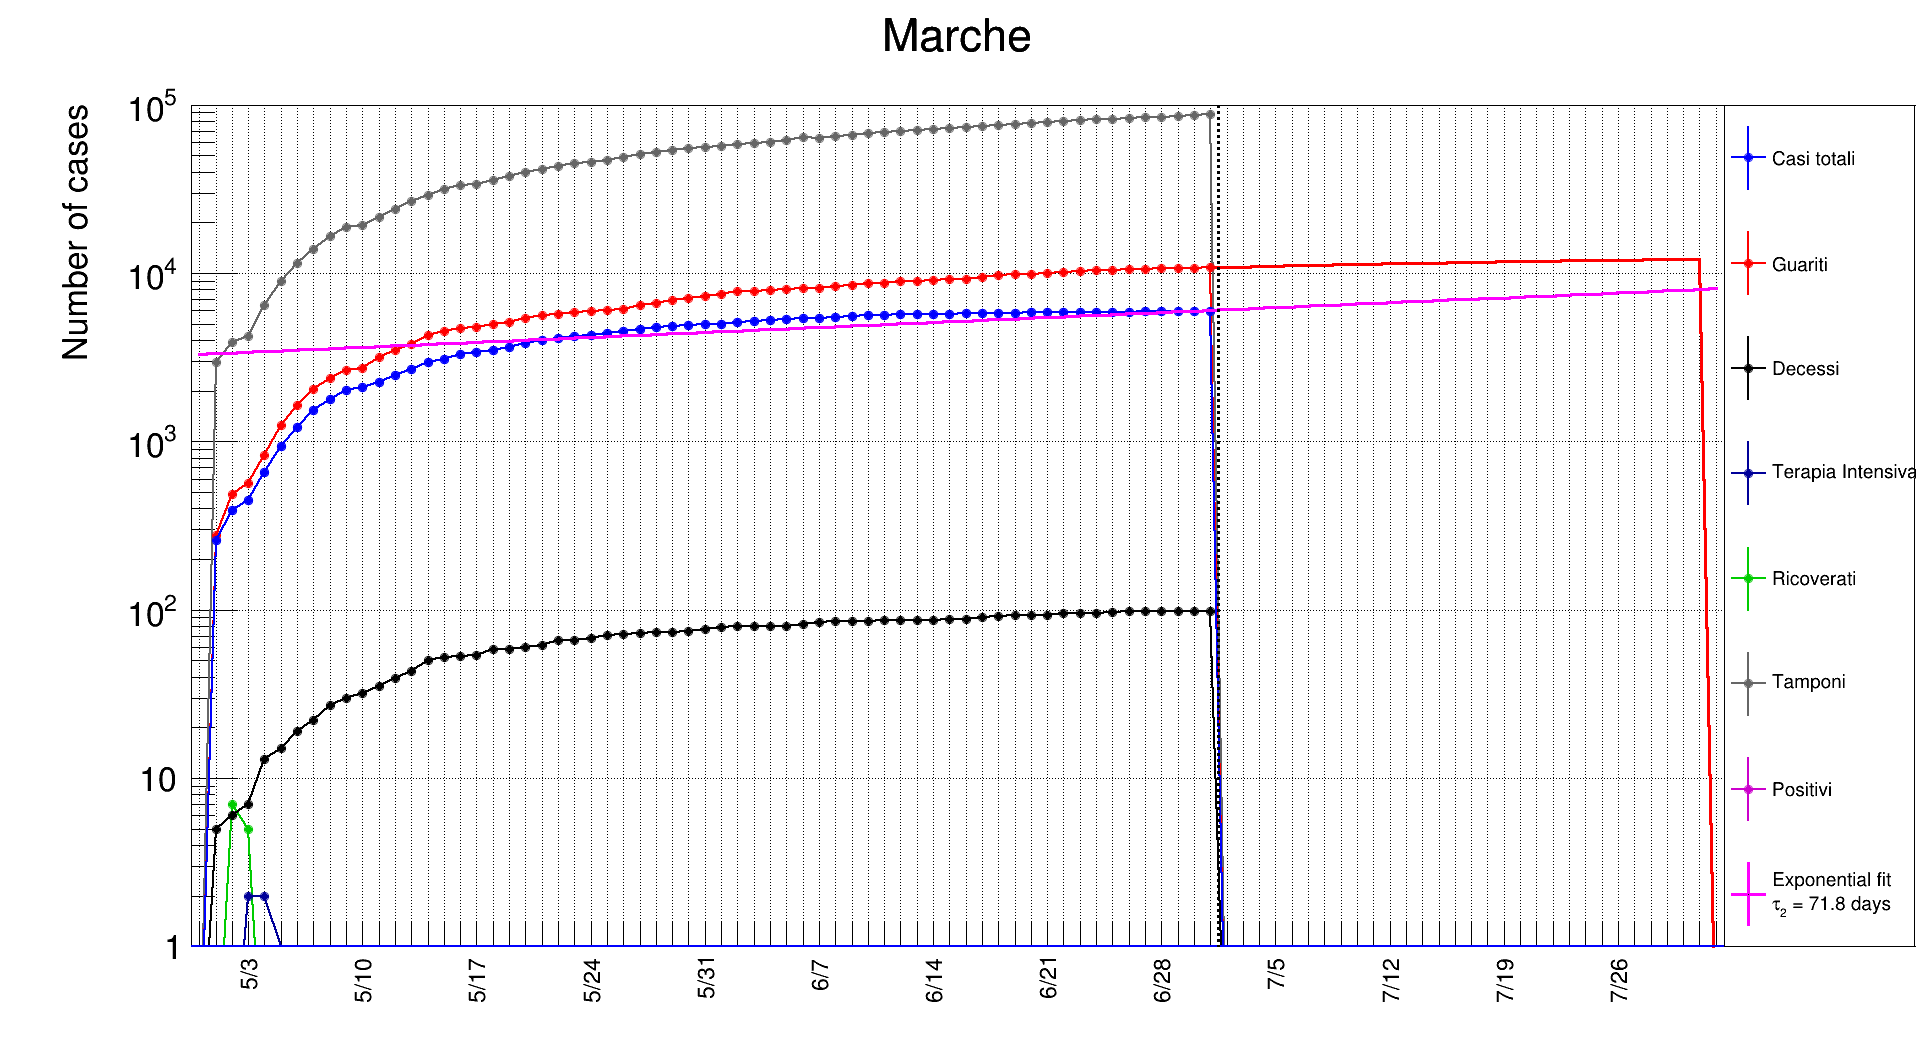 Marche
Number of cases
10^5
10^4
10^3
10^2
10
1
5/3
5/10
5/17
5/24
5/31
6/7
6/14
6/21
6/28
7/5
7/12
7/19
7/26
Casi totali
Guariti
Decessi
Terapia Intensiva
Ricoverati
Tamponi
Positivi
Exponential fit
τ₂ = 71.8 days